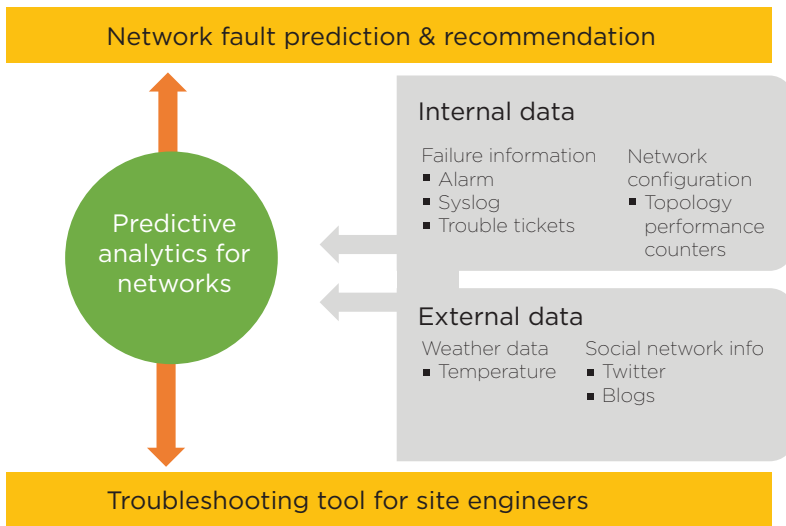 Network fault prediction & recommendation
Predictive
analytics for
networks
Internal data
Failure information
▪ Alarm
▪ Syslog
▪ Trouble tickets
Network
configuration
▪ Topology
performance
counters
External data
Weather data
▪ Temperature
Social network info
▪ Twitter
▪ Blogs
Troubleshooting tool for site engineers